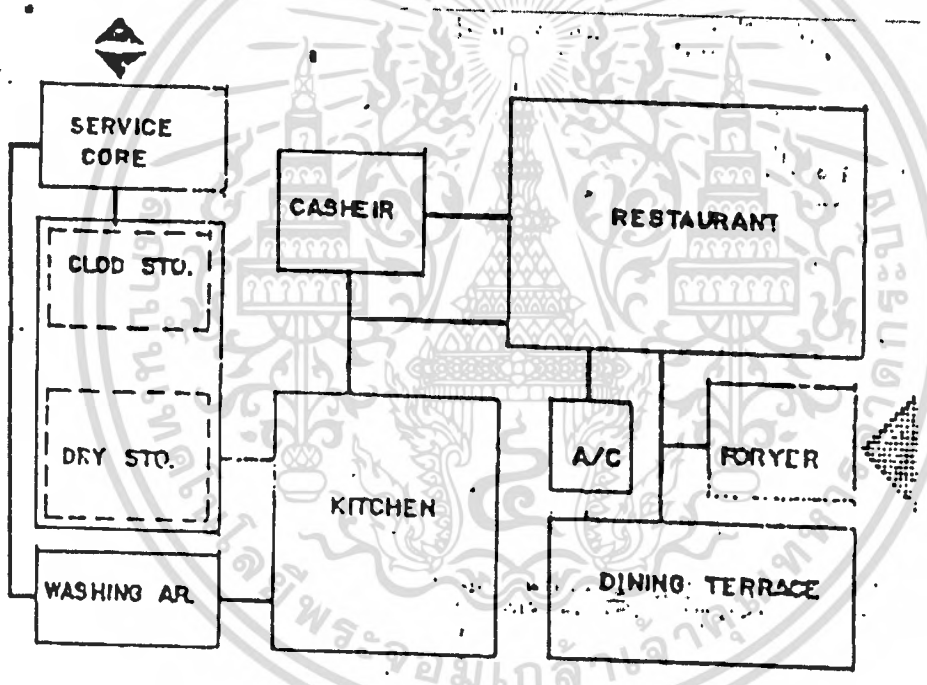 SERVICE
CORE
CASHEIR
RESTAURANT
CLOD STO.
DRY STO.
KITCHEN
A/C
FORYER
WASHING AR.
DINING TERRACE